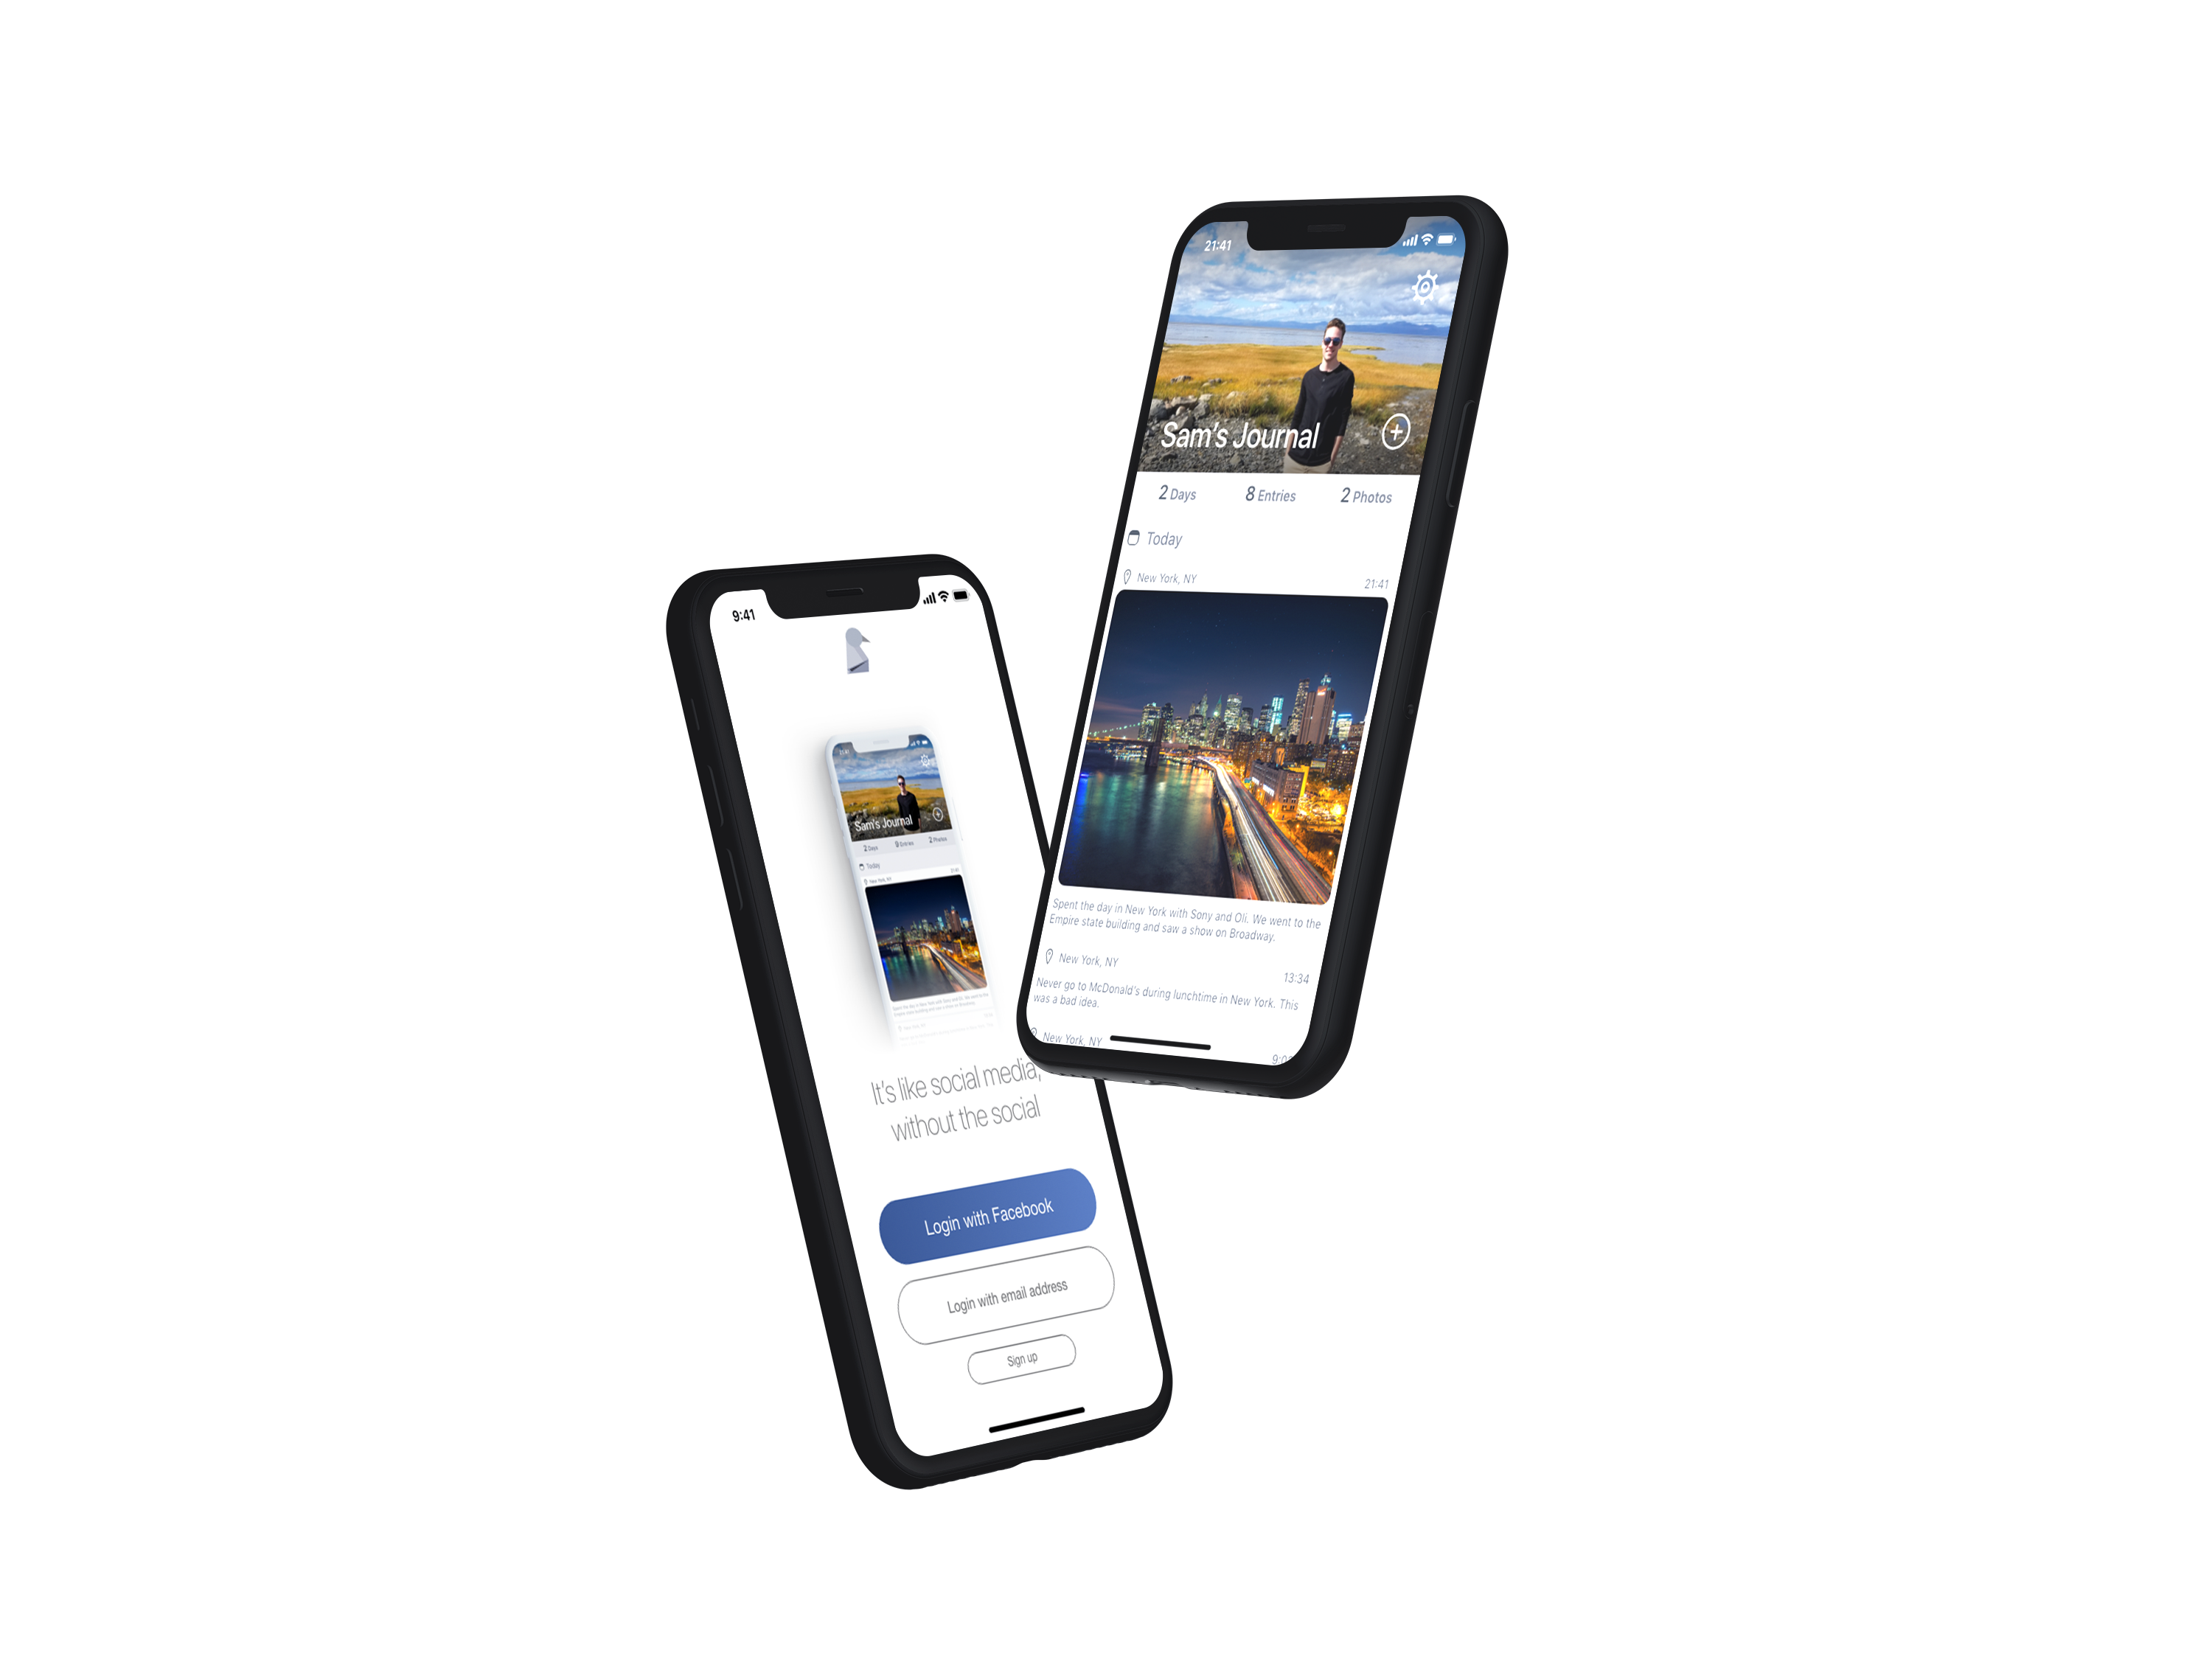 21:41
Sam's Journal
2 Days 8 Entries 2 Photos
Today
New York, NY 21:41
Spent the day in New York with Sony and Oli. We went to the
Empire state building and saw a show on Broadway.
New York, NY 13:34
Never go to McDonald's during lunchtime in New York. This
was a bad idea.
New York, NY
9:41
21:41
Sam's Journal
2 Days 8 Entries 2 Photos
Today
New York, NY 21:41
It's like social media,
without the social
Login with Facebook
Login with email address
Sign up